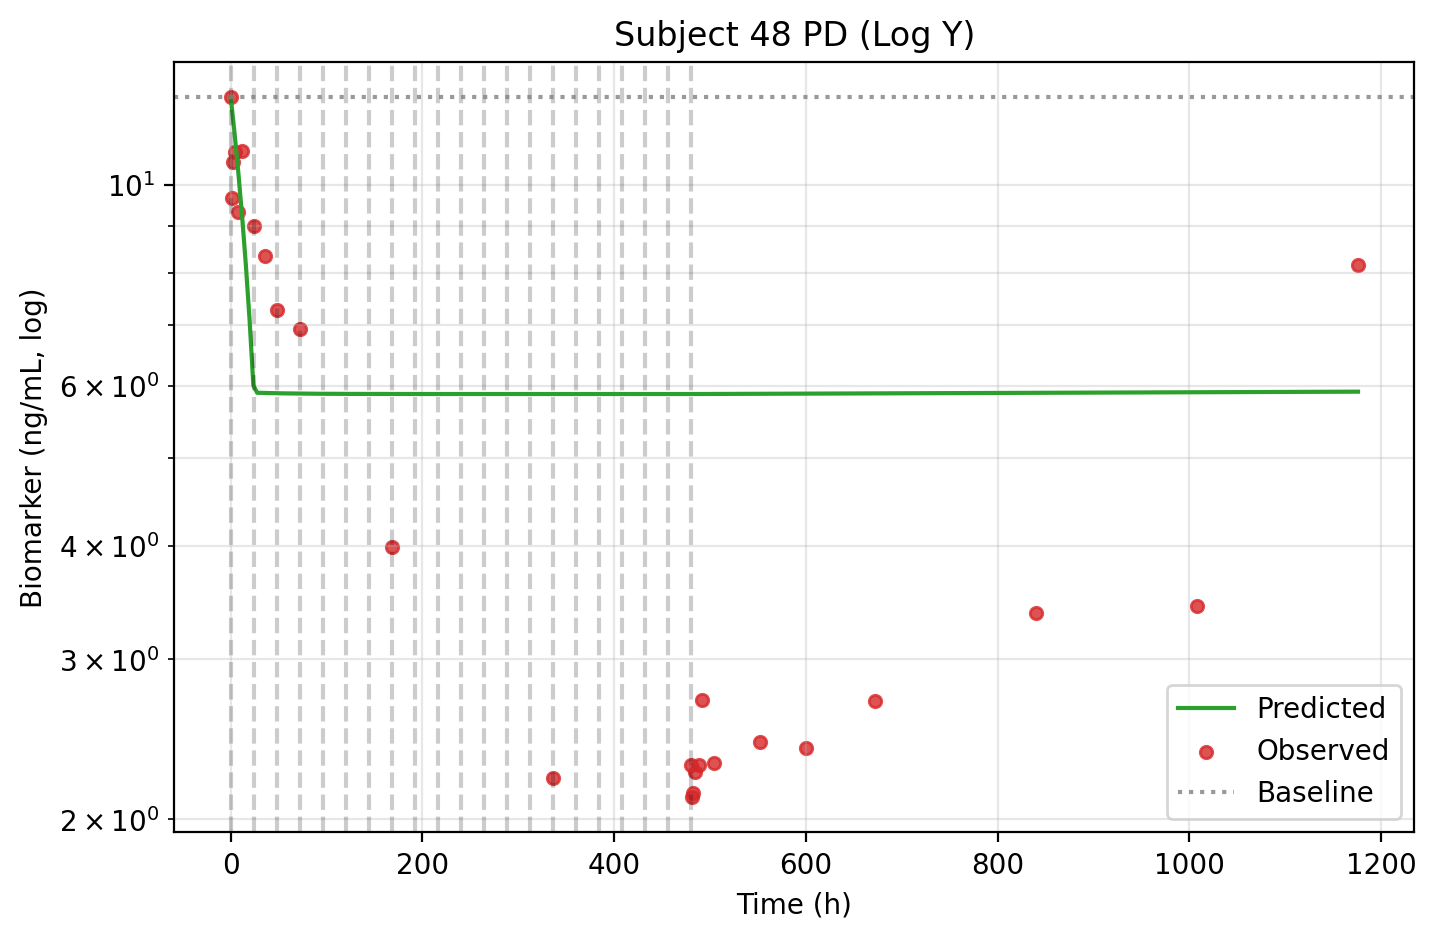 Subject 48 PD (Log Y)
Biomarker (ng/mL, log)
10¹
6 × 10⁰
4 × 10⁰
3 × 10⁰
2 × 10⁰
Predicted
Observed
Baseline
0 200 400 600 800 1000 1200
Time (h)